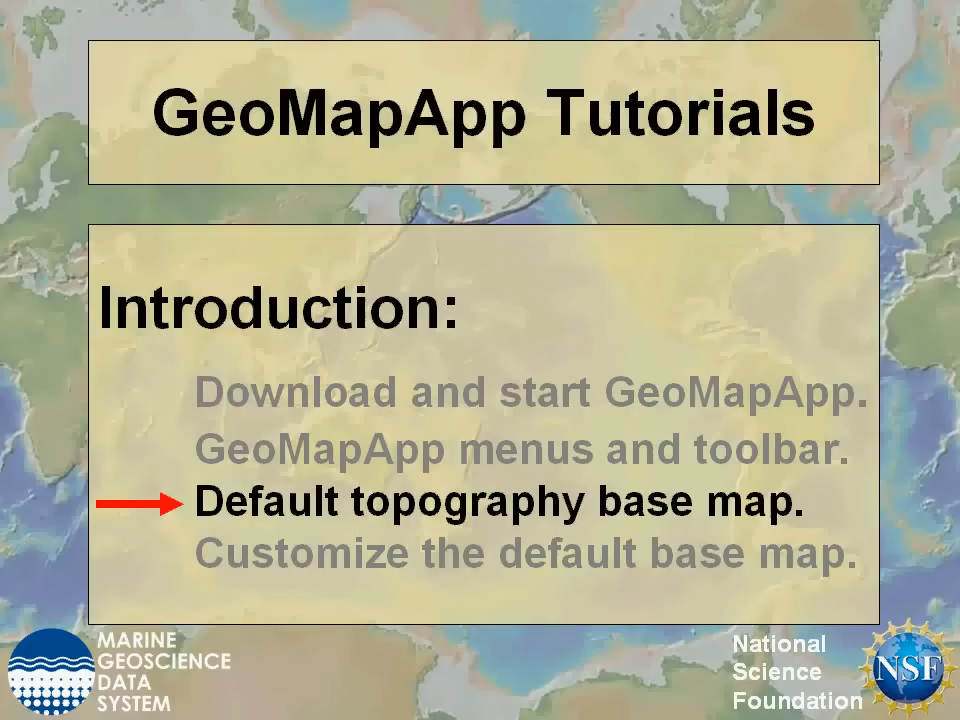 GeoMapApp Tutorials
Introduction:
Download and start GeoMapApp.
GeoMapApp menus and toolbar.
Default topography base map.
Customize the default base map.
MARINE
GEOSCIENCE
DATA
SYSTEM
National
Science
Foundation
NSF